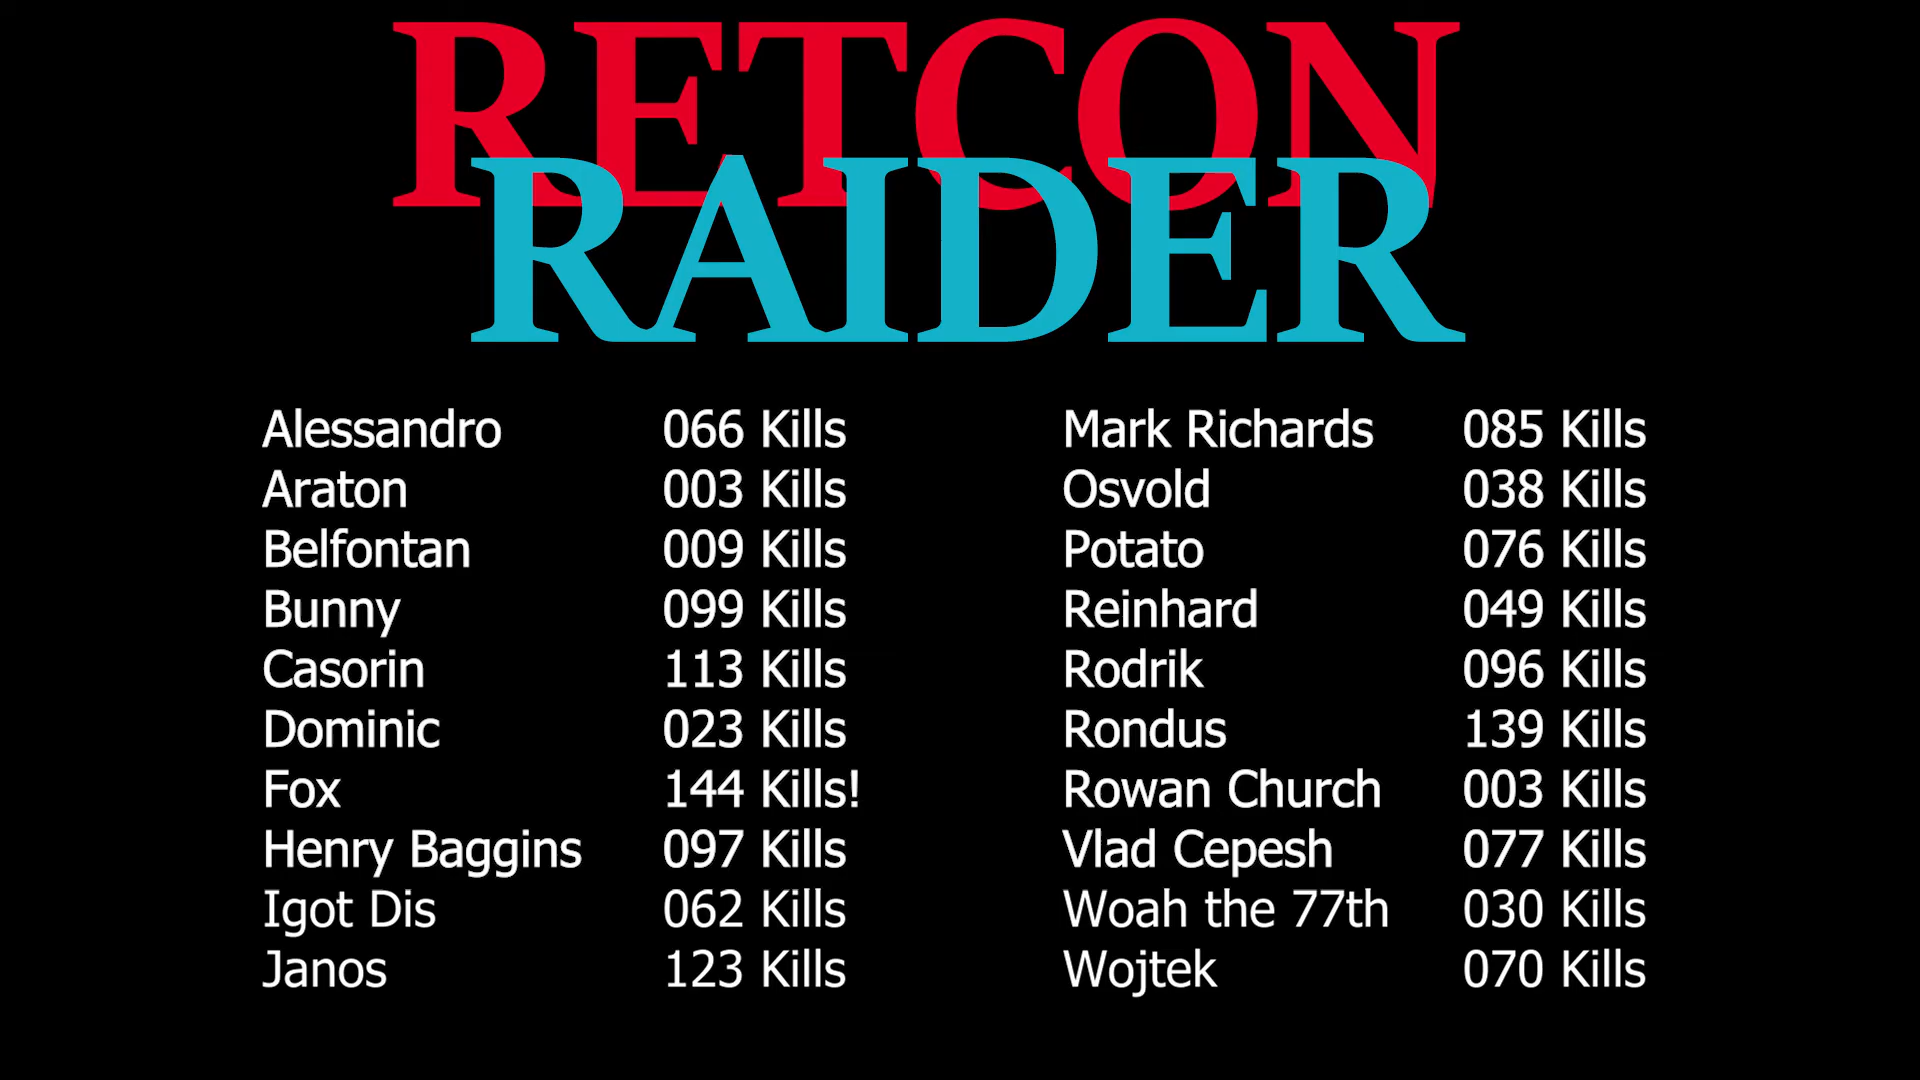 RETCON
RAIDER
Alessandro 066 Kills
Araton 003 Kills
Belfontan 009 Kills
Bunny 099 Kills
Casorin 113 Kills
Dominic 023 Kills
Fox 144 Kills!
Henry Baggins 097 Kills
Igot Dis 062 Kills
Janos 123 Kills
Mark Richards 085 Kills
Osvold 038 Kills
Potato 076 Kills
Reinhard 049 Kills
Rodrik 096 Kills
Rondus 139 Kills
Rowan Church 003 Kills
Vlad Cepesh 077 Kills
Woah the 77th 030 Kills
Wojtek 070 Kills